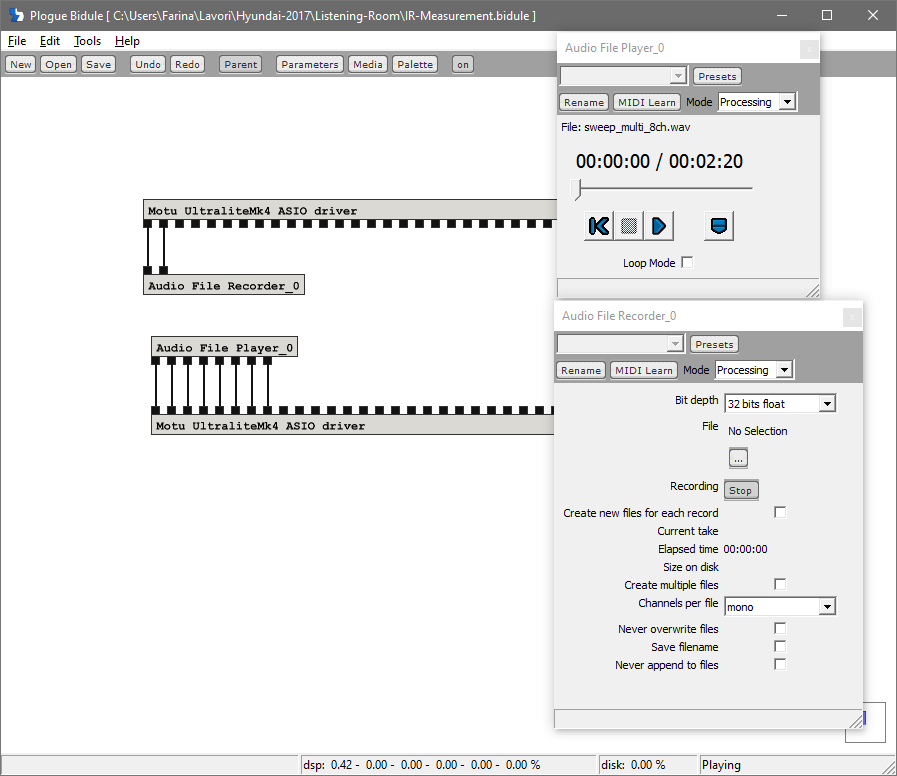 Plogue Bidule [ C:\Users\Farina\Lavori\Hyundai-2017\Listening-Room\IR-Measurement.bidule ]
File Edit Tools Help
New Open Save Undo Redo Parent Parameters Media Palette on
Audio File Player_0
Presets
Rename MIDI Learn Mode Processing
File: sweep_multi_8ch.wav
00:00:00 / 00:02:20
Loop Mode
Motu UltraliteMk4 ASIO driver
Audio File Recorder_0
Audio File Player_0
Motu UltraliteMk4 ASIO driver
Audio File Recorder_0
Presets
Rename MIDI Learn Mode Processing
Bit depth 32 bits float
File No Selection
...
Recording Stop
Create new files for each record
Current take
Elapsed time 00:00:00
Size on disk
Create multiple files
Channels per file mono
Never overwrite files
Save filename
Never append to files
dsp: 0.42 - 0.00 - 0.00 - 0.00 - 0.00 - 0.00 % disk: 0.00 % Playing